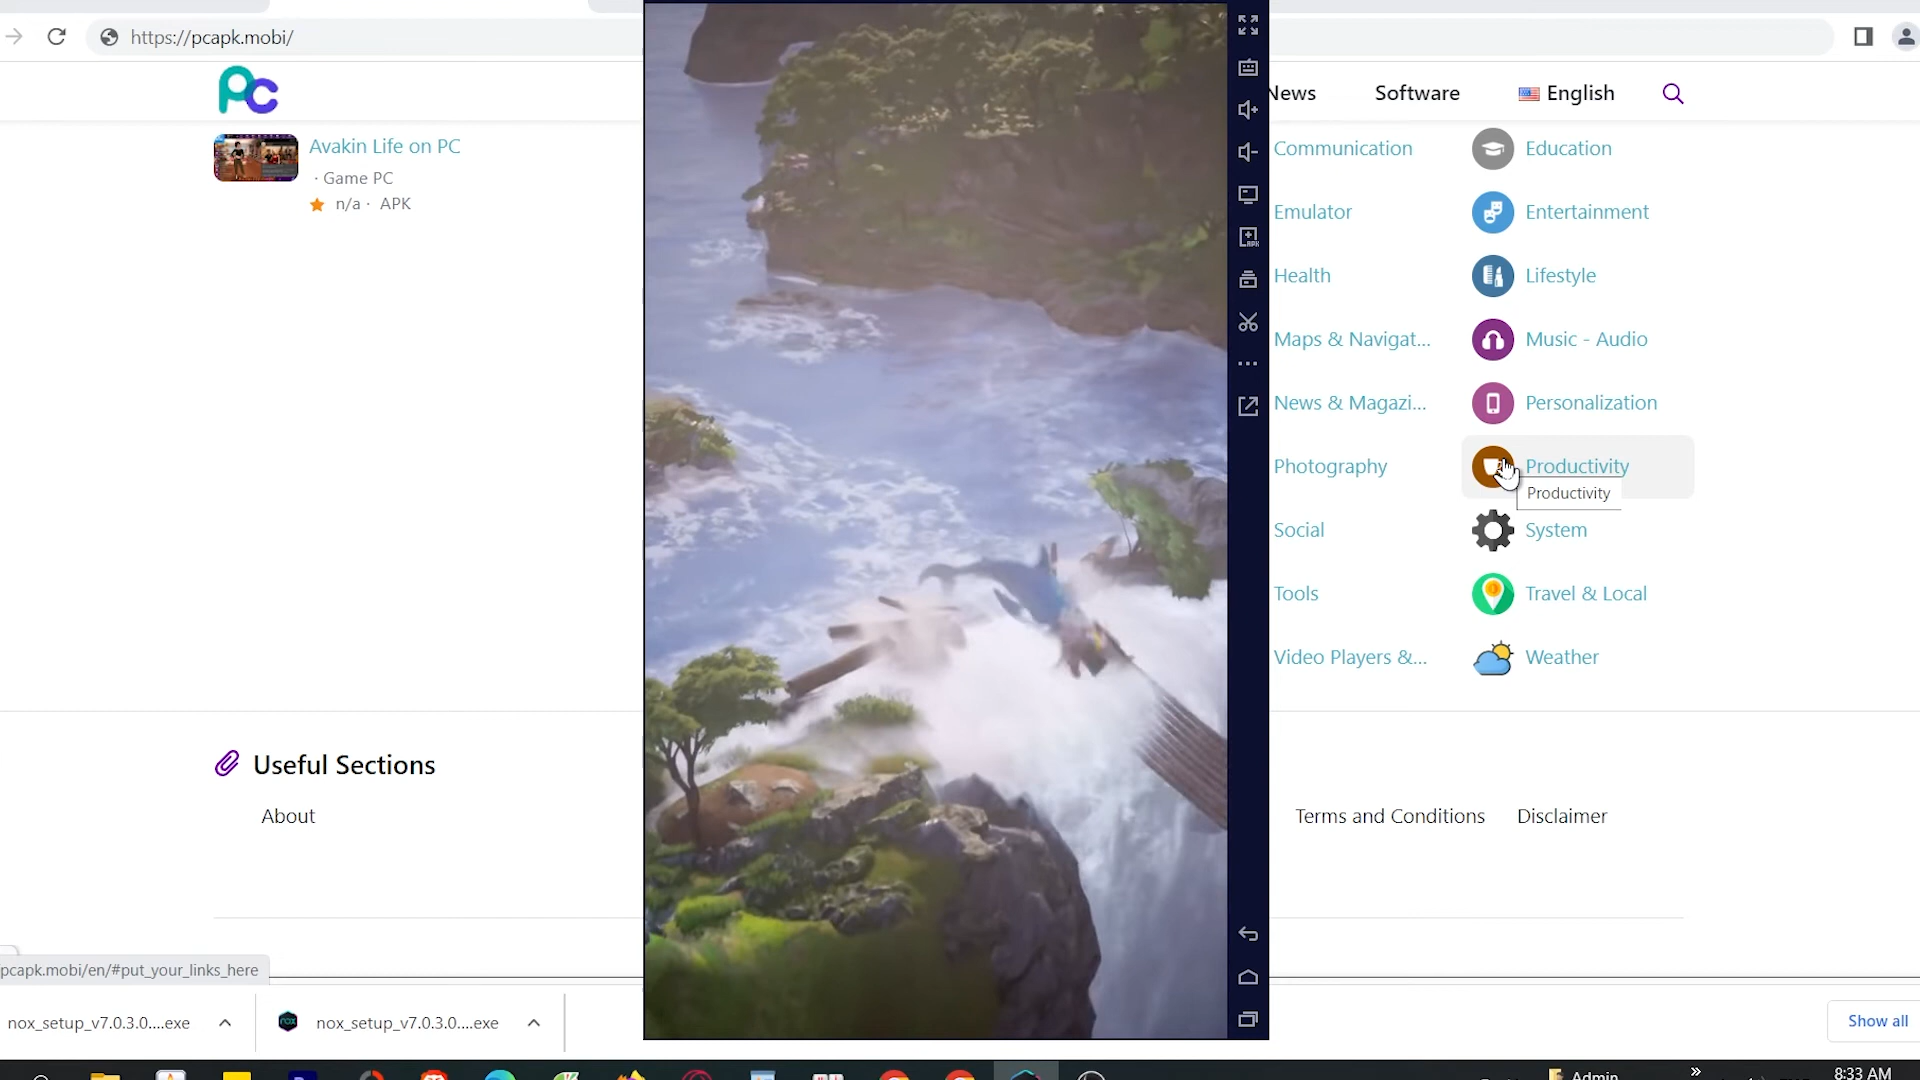 https://pcapk.mobi/
PC
News
Software
English
Avakin Life on PC
· Game PC
n/a · APK
Communication
Education
Emulator
Entertainment
Health
Lifestyle
Maps & Navigat...
Music - Audio
News & Magazi...
Personalization
Photography
Productivity
Productivity
Social
System
Tools
Travel & Local
Video Players &...
Weather
Useful Sections
About
Terms and Conditions
Disclaimer
pcapk.mobi/en/#put_your_links_here
nox_setup_v7.0.3.0....exe
nox_setup_v7.0.3.0....exe
Show all
Admin
8:33 AM